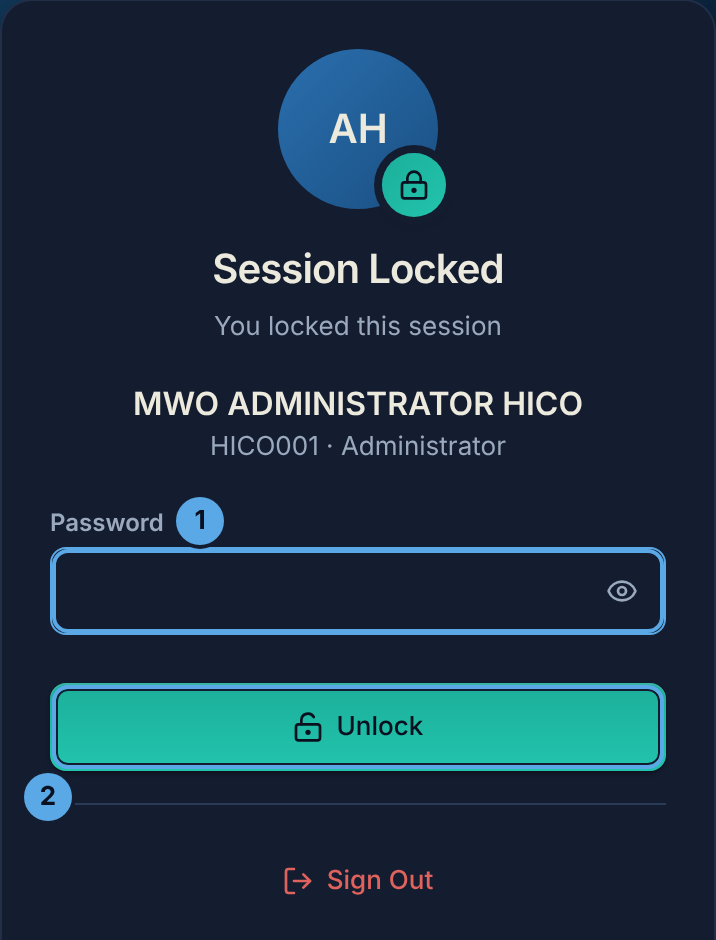 AH
Session Locked
You locked this session
MWO ADMINISTRATOR HICO
HICO001 · Administrator
Password 1
Unlock
2
Sign Out